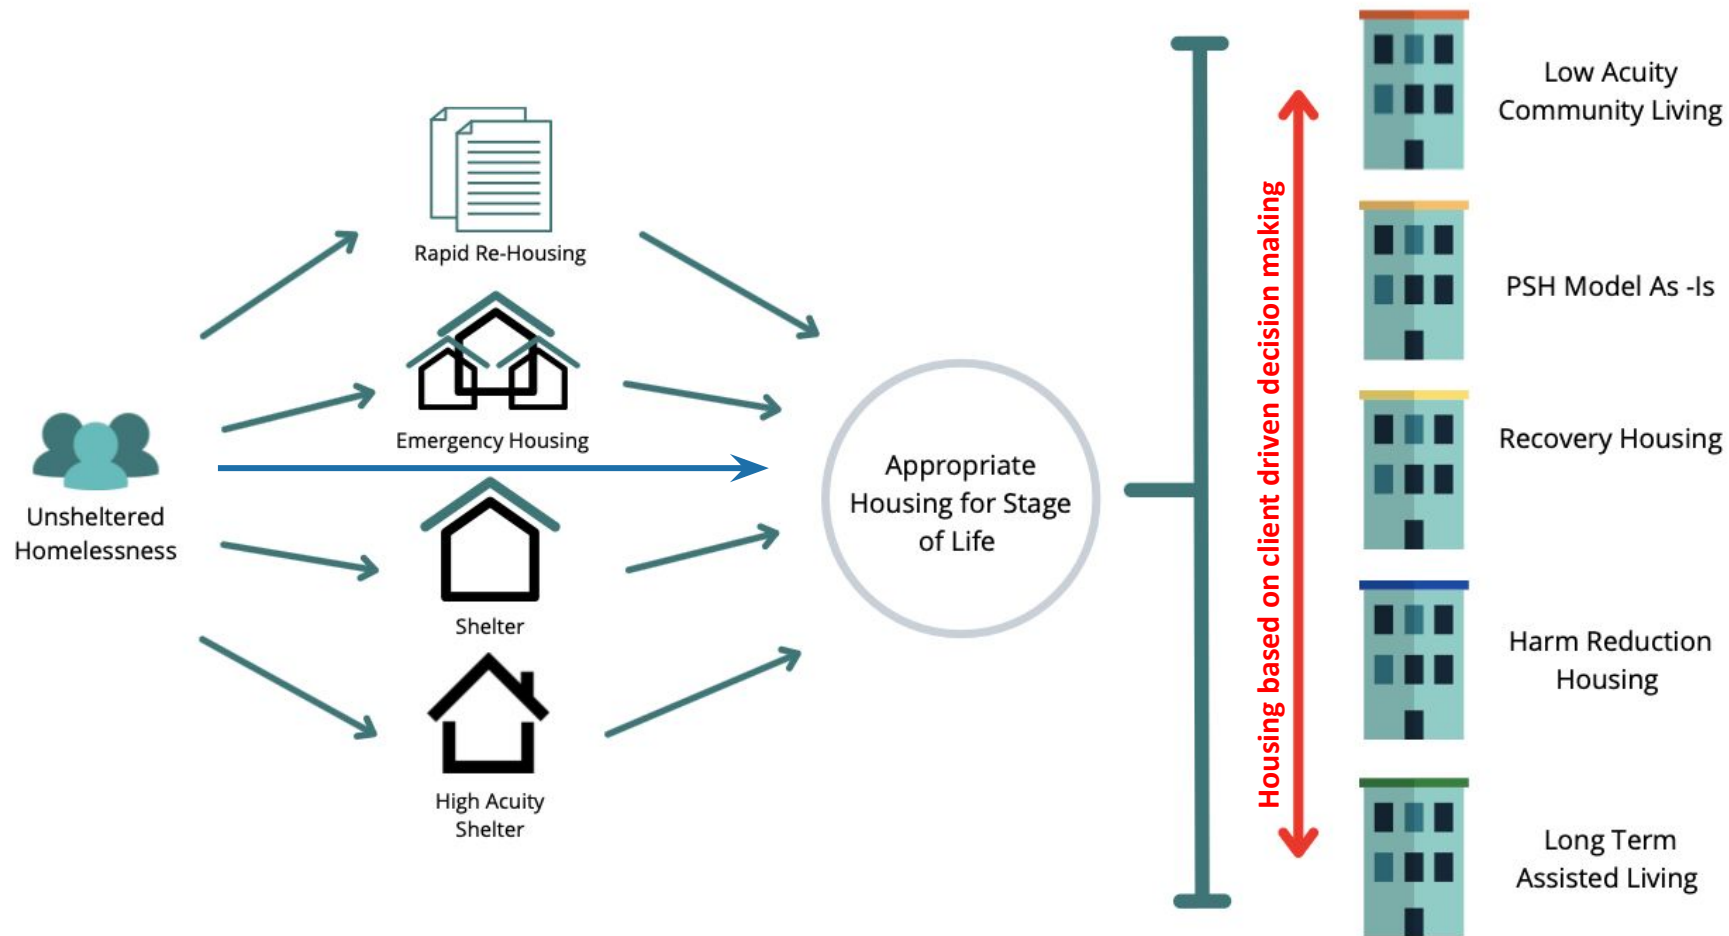 Unsheltered
Homelessness
Rapid Re-Housing
Emergency Housing
Shelter
High Acuity
Shelter
Appropriate
Housing for Stage
of Life
Housing based on client driven decision making
Low Acuity
Community Living
PSH Model As -Is
Recovery Housing
Harm Reduction
Housing
Long Term
Assisted Living